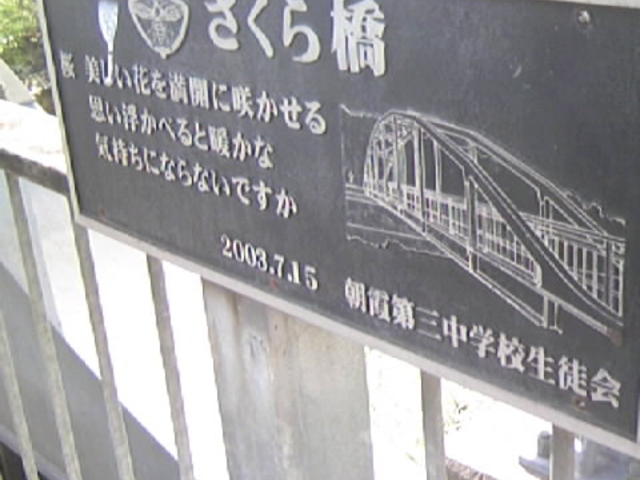 さくら橋
桜 美しい花を満開に咲かせる
思い浮かべると暖かな
気持ちにならないですか
2003.7.15 朝霞第三中学校生徒会